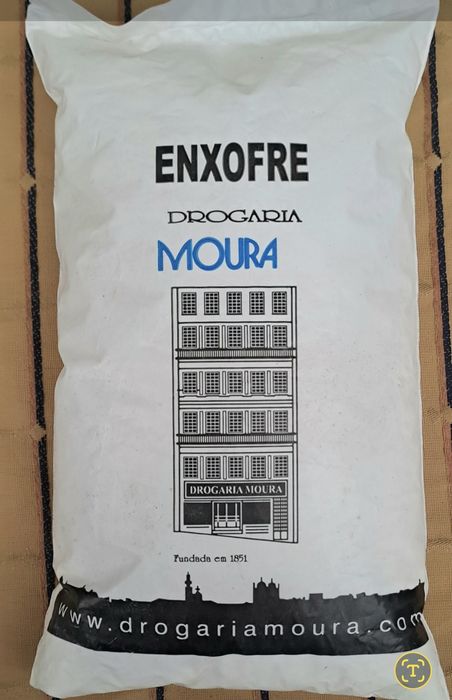 ENXOFRE
DROGARIA
MOURA
DROGARIA MOURA
Fundada em 1851
www.drogariamoura.com